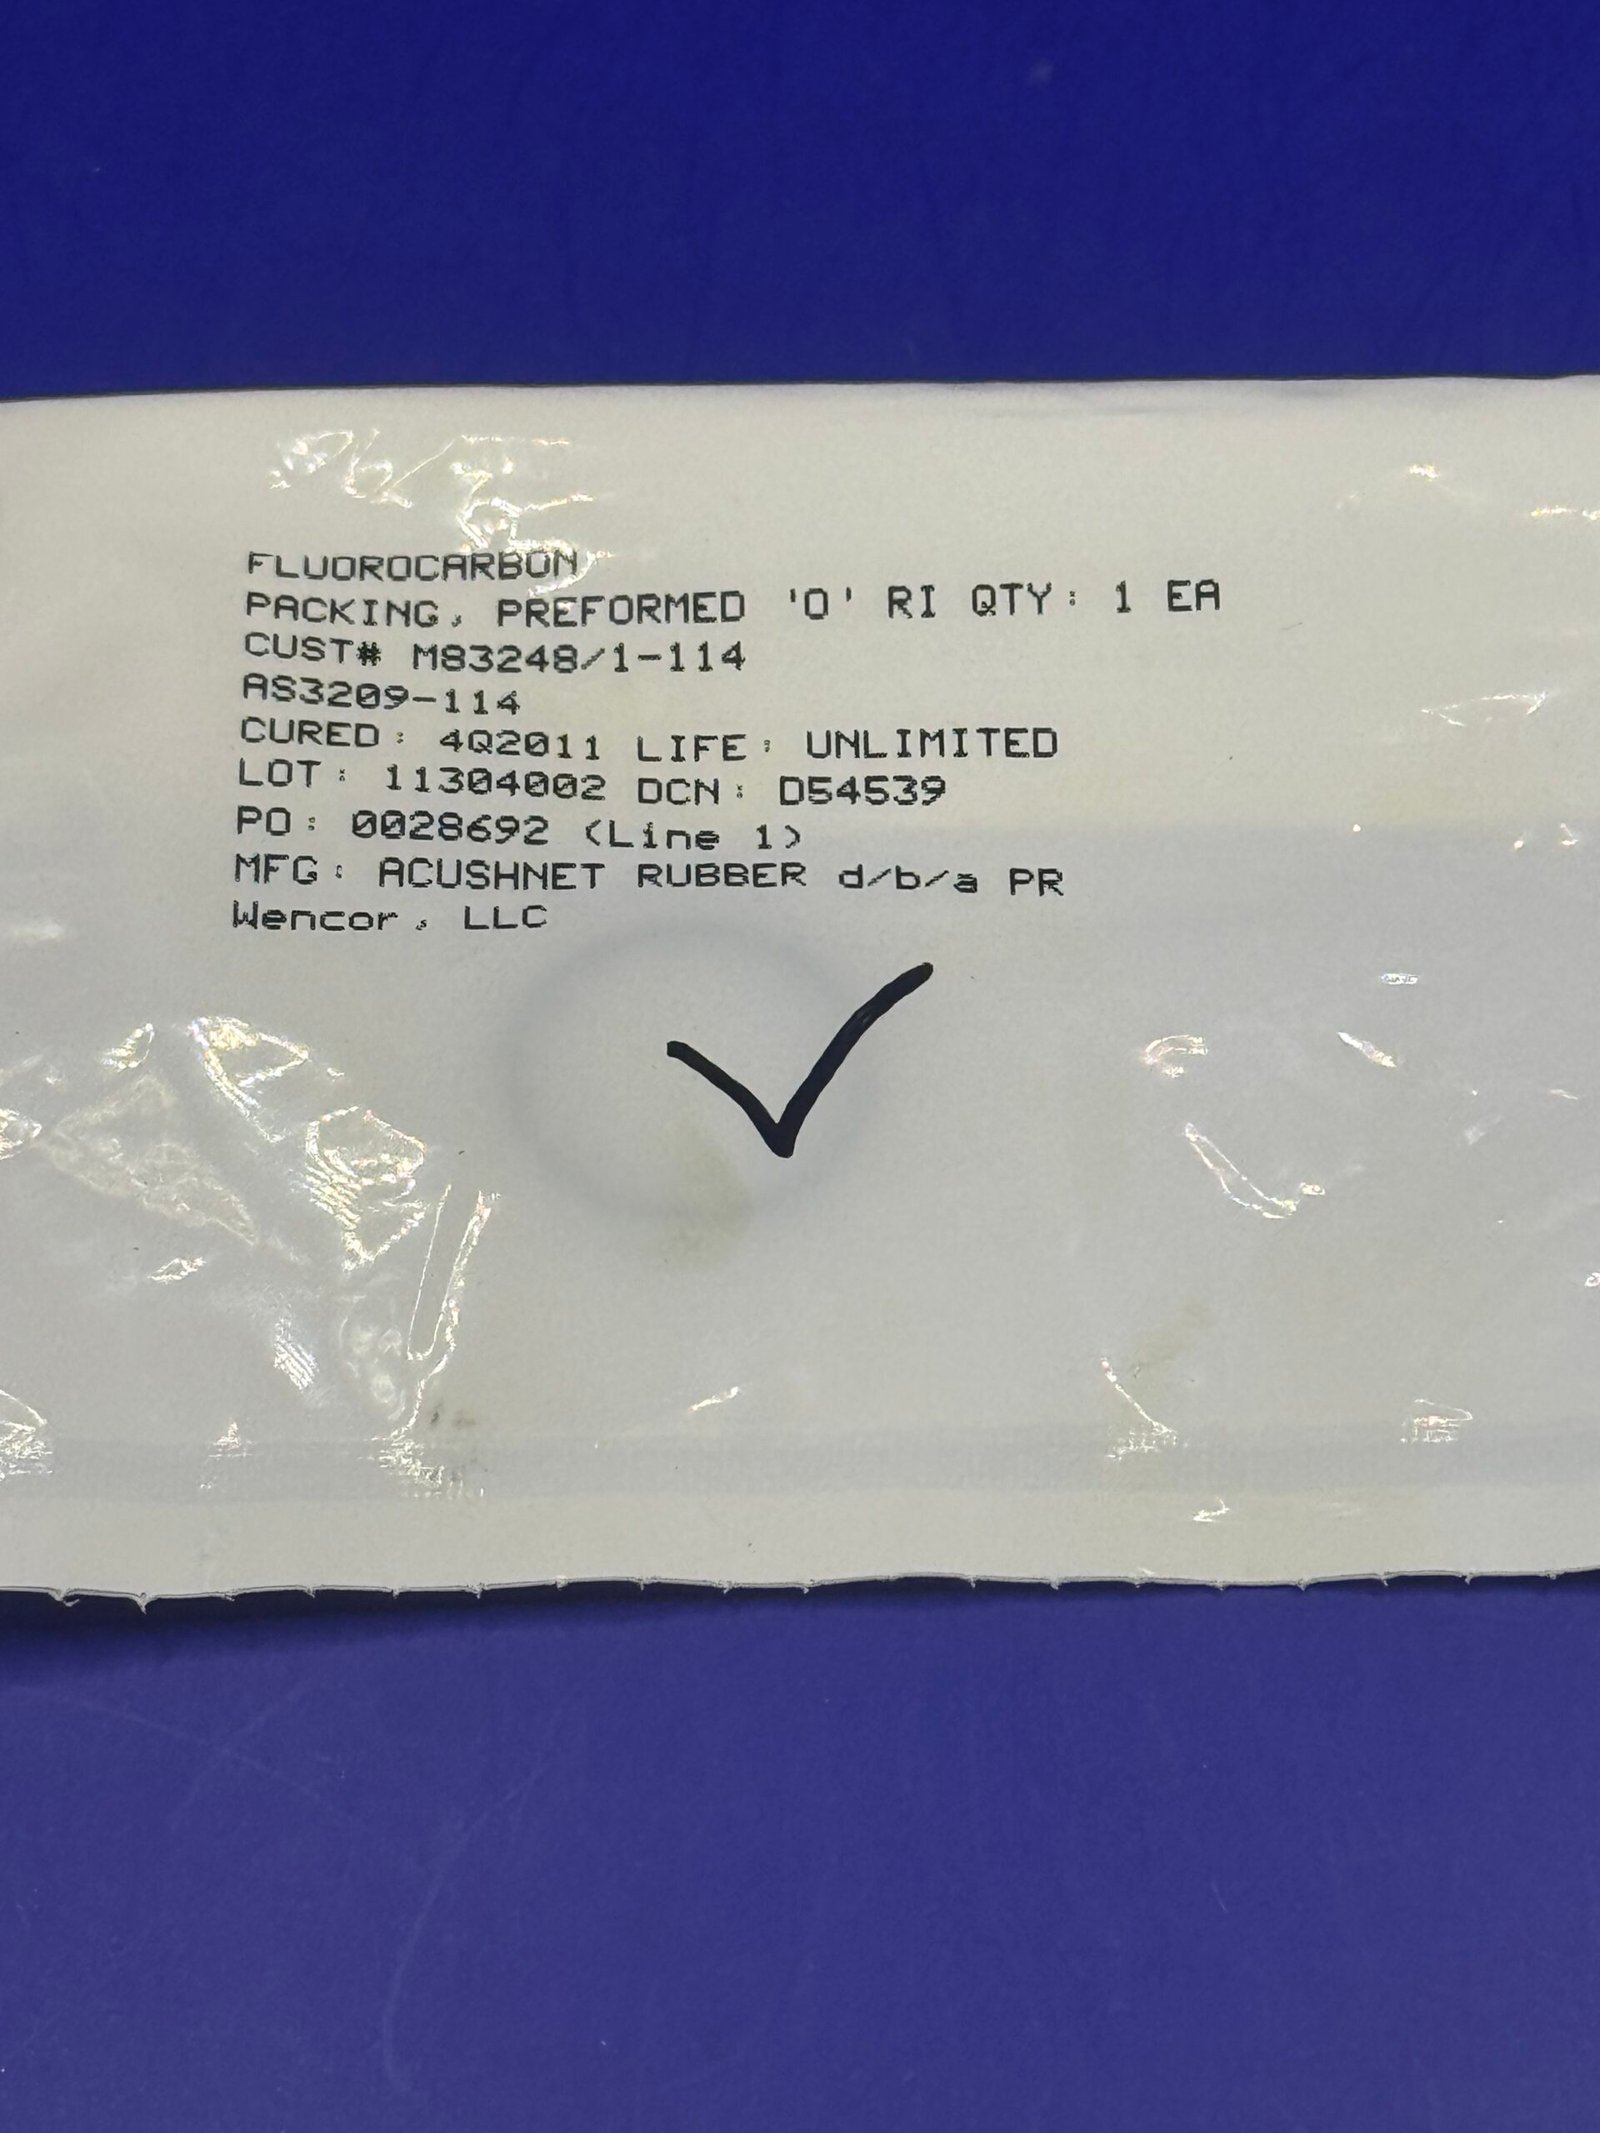 FLUOROCARBON
PACKING, PREFORMED 'O' RI QTY: 1 EA
CUST# M83248/1-114
AS3209-114
CURED: 4Q2011 LIFE: UNLIMITED
LOT: 11304002 DCN: D54539
PO: 0028692 (Line 1)
MFG: ACUSHNET RUBBER d/b/a PR
Wencor, LLC